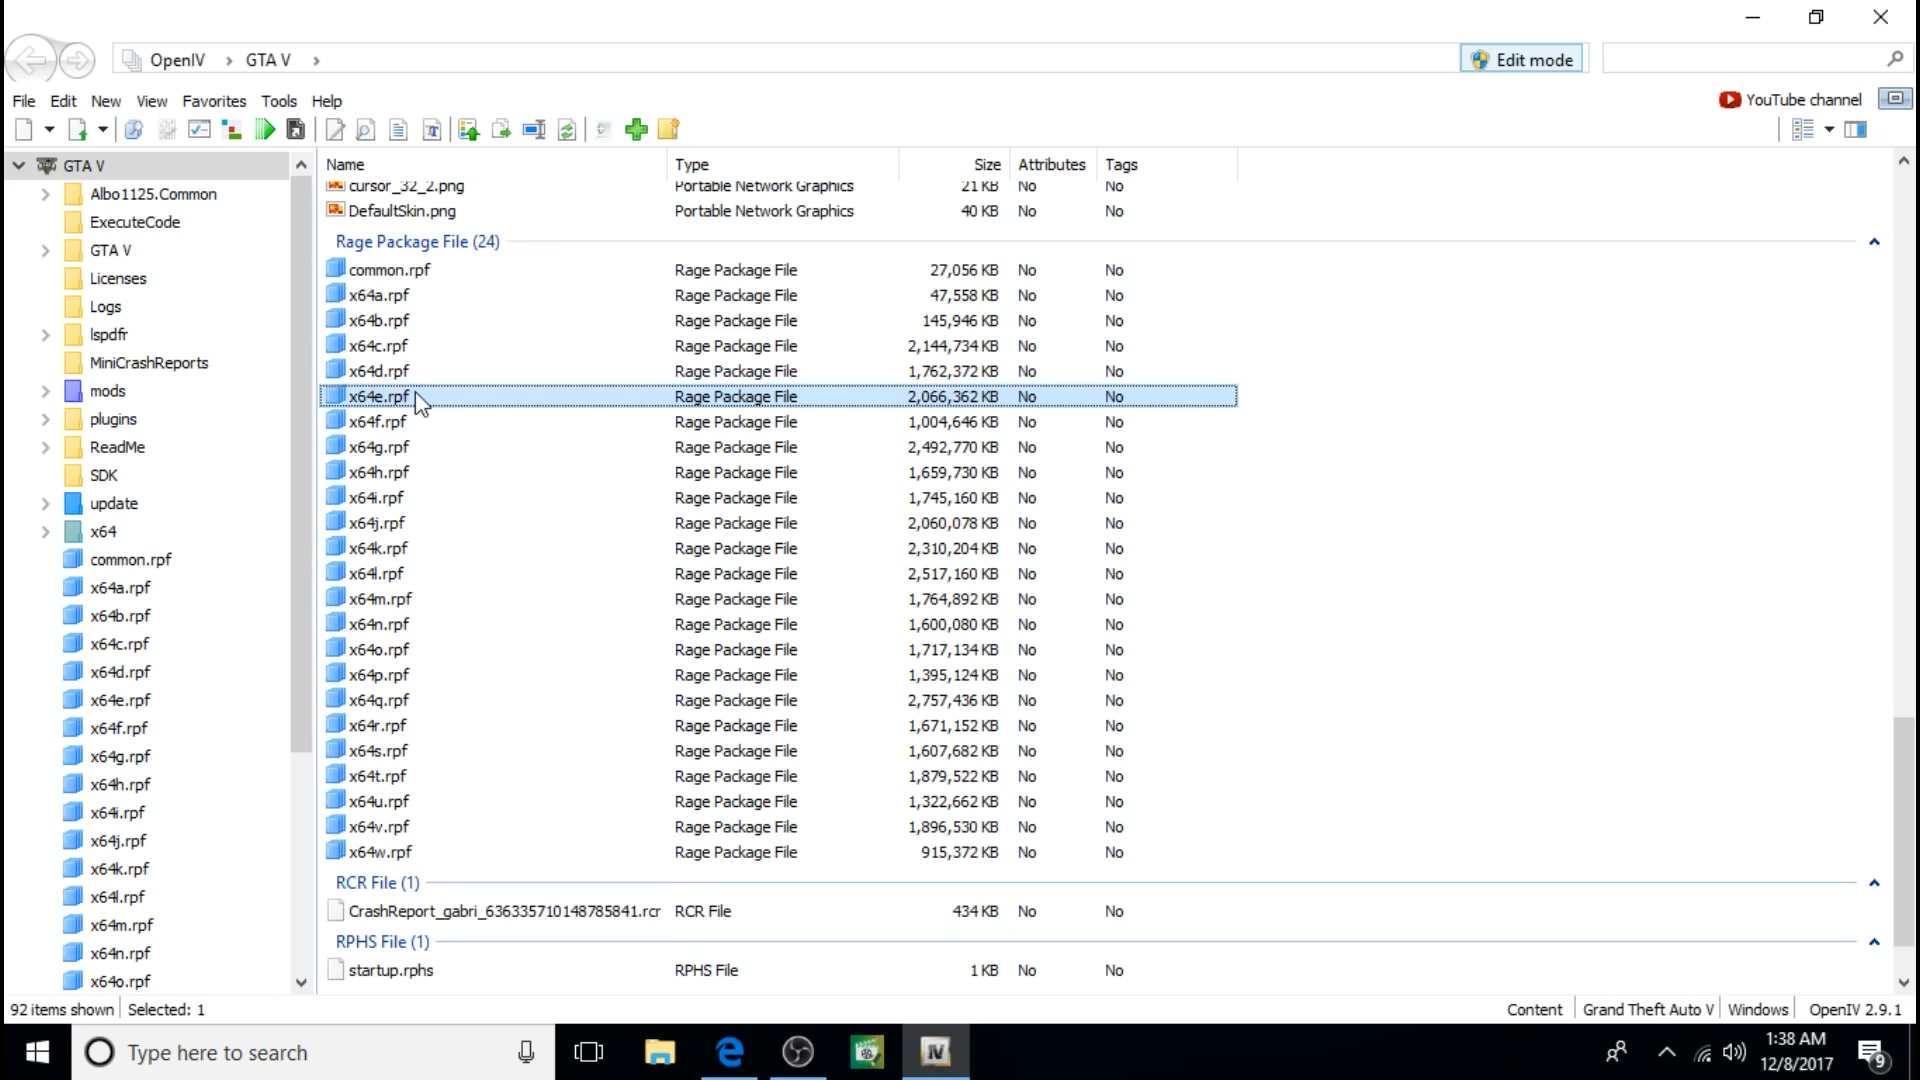 OpenIV > GTA V >
Edit mode
File Edit New View Favorites Tools Help
YouTube channel
GTA V
Albo1125.Common
ExecuteCode
GTA V
Licenses
Logs
lspdfr
MiniCrashReports
mods
plugins
ReadMe
SDK
update
x64
common.rpf
x64a.rpf
x64b.rpf
x64c.rpf
x64d.rpf
x64e.rpf
x64f.rpf
x64g.rpf
x64h.rpf
x64i.rpf
x64j.rpf
x64k.rpf
x64l.rpf
x64m.rpf
x64n.rpf
x64o.rpf
Name Type Size Attributes Tags
cursor_32_2.png Portable Network Graphics 21 KB No No
DefaultSkin.png Portable Network Graphics 40 KB No No
Rage Package File (24)
common.rpf Rage Package File 27,056 KB No No
x64a.rpf Rage Package File 47,558 KB No No
x64b.rpf Rage Package File 145,946 KB No No
x64c.rpf Rage Package File 2,144,734 KB No No
x64d.rpf Rage Package File 1,762,372 KB No No
x64e.rpf Rage Package File 2,066,362 KB No No
x64f.rpf Rage Package File 1,004,646 KB No No
x64g.rpf Rage Package File 2,492,770 KB No No
x64h.rpf Rage Package File 1,659,730 KB No No
x64i.rpf Rage Package File 1,745,160 KB No No
x64j.rpf Rage Package File 2,060,078 KB No No
x64k.rpf Rage Package File 2,310,204 KB No No
x64l.rpf Rage Package File 2,517,160 KB No No
x64m.rpf Rage Package File 1,764,892 KB No No
x64n.rpf Rage Package File 1,600,080 KB No No
x64o.rpf Rage Package File 1,717,134 KB No No
x64p.rpf Rage Package File 1,395,124 KB No No
x64q.rpf Rage Package File 2,757,436 KB No No
x64r.rpf Rage Package File 1,671,152 KB No No
x64s.rpf Rage Package File 1,607,682 KB No No
x64t.rpf Rage Package File 1,879,522 KB No No
x64u.rpf Rage Package File 1,322,662 KB No No
x64v.rpf Rage Package File 1,896,530 KB No No
x64w.rpf Rage Package File 915,372 KB No No
RCR File (1)
CrashReport_gabri_636335710148785841.rcr RCR File 434 KB No No
RPHS File (1)
startup.rphs RPHS File 1 KB No No
92 items shown Selected: 1
Content Grand Theft Auto V Windows OpenIV 2.9.1
Type here to search
IV
1:38 AM
12/8/2017
9